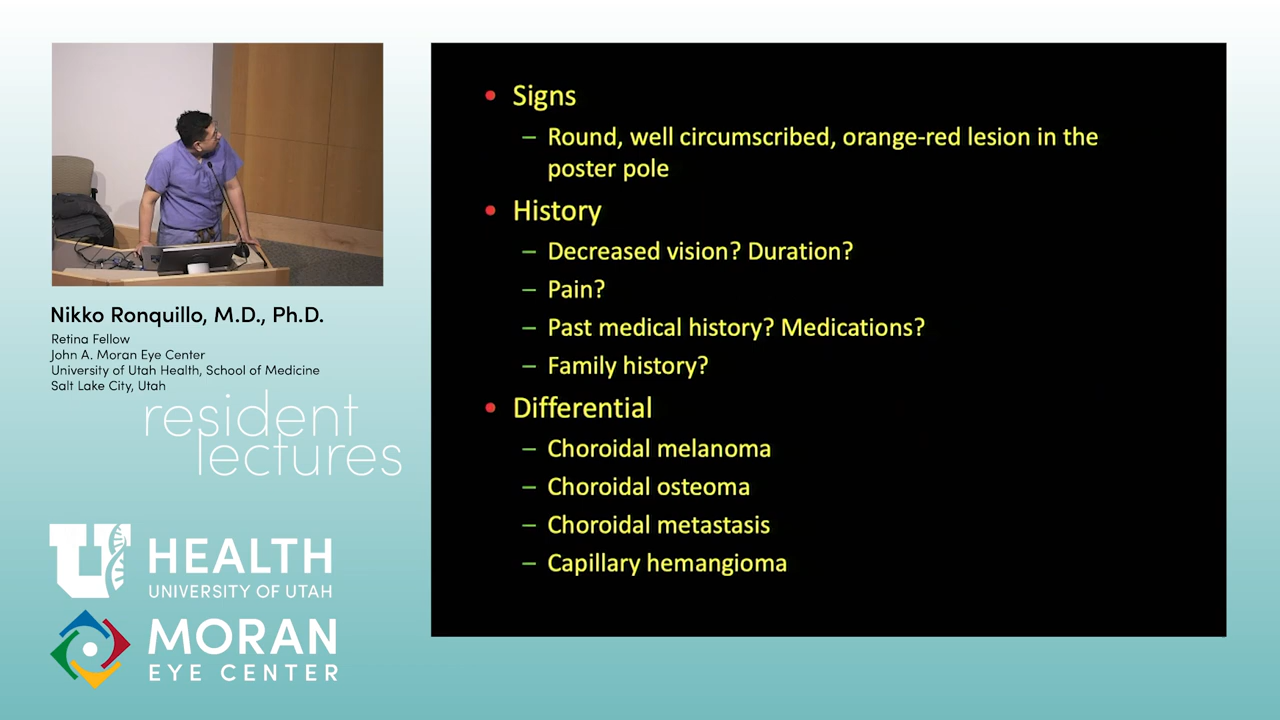 Nikko Ronquillo, M.D., Ph.D.
Retina Fellow
John A. Moran Eye Center
University of Utah Health, School of Medicine
Salt Lake City, Utah
resident
lectures
U HEALTH
UNIVERSITY OF UTAH
MORAN
EYE CENTER
• Signs
– Round, well circumscribed, orange-red lesion in the
poster pole
• History
– Decreased vision? Duration?
– Pain?
– Past medical history? Medications?
– Family history?
• Differential
– Choroidal melanoma
– Choroidal osteoma
– Choroidal metastasis
– Capillary hemangioma